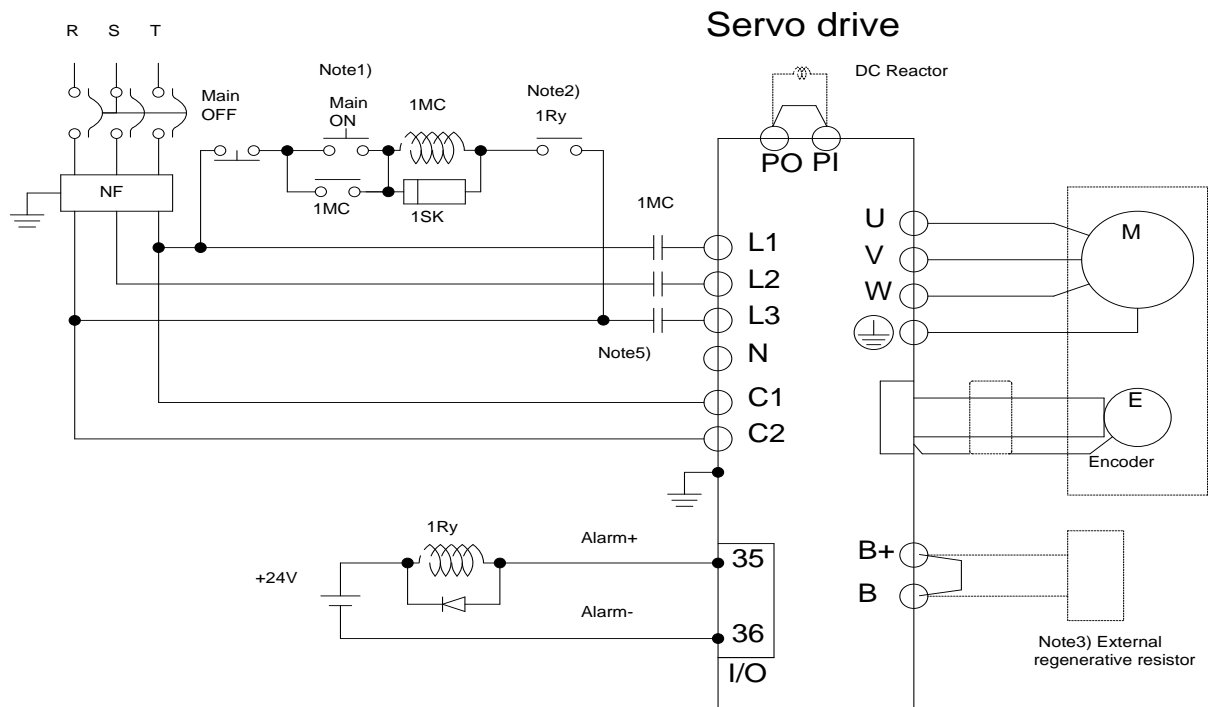 Servo drive
R S T
Main
OFF
Note1)
Main
ON
1MC
Note2)
1Ry
1MC
1SK
NF
DC Reactor
PO PI
1MC
L1
L2
L3
Note5)
N
C1
C2
U
V
W
M
E
Encoder
1Ry
Alarm+
35
+24V
Alarm-
36
I/O
B+
B
Note3) External
regenerative resistor